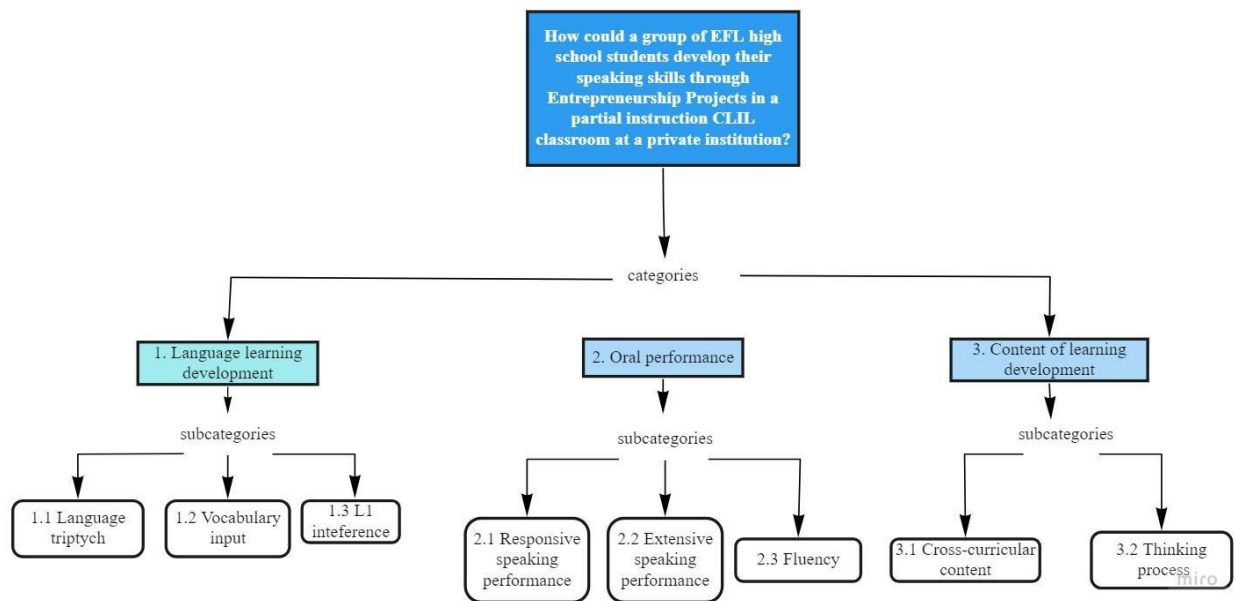 How could a group of EFL high
school students develop their
speaking skills through
Entrepreneurship Projects in a
partial instruction CLIL
classroom at a private institution?
categories
1. Language learning
development
2. Oral performance
3. Content of learning
development
subcategories
subcategories
subcategories
1.1 Language
triptych
1.2 Vocabulary
input
1.3 L1
inteference
2.1 Responsive
speaking
performance
2.2 Extensive
speaking
performance
2.3 Fluency
3.1 Cross-curricular
content
3.2 Thinking
process
miro